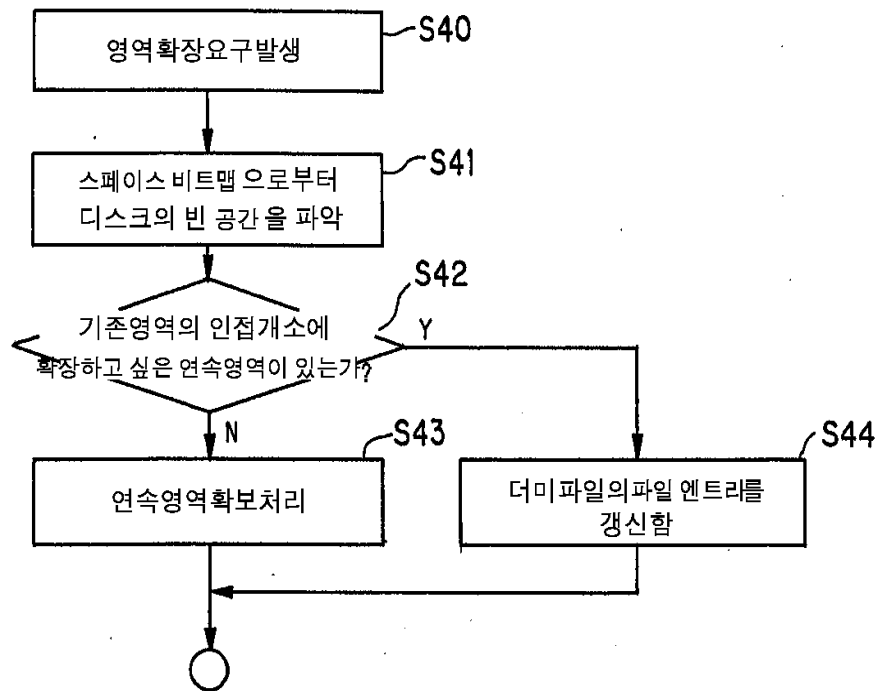 영역확장요구발생
S40
스페이스 비트맵 으로부터
디스크의 빈 공간 을 파악
S41
기존영역의 인접개소에
확장하고 싶은 연속영역이 있는가?
S42
Y
N
연속영역확보처리
S43
더미파일의파일 엔트리를
갱신함
S44